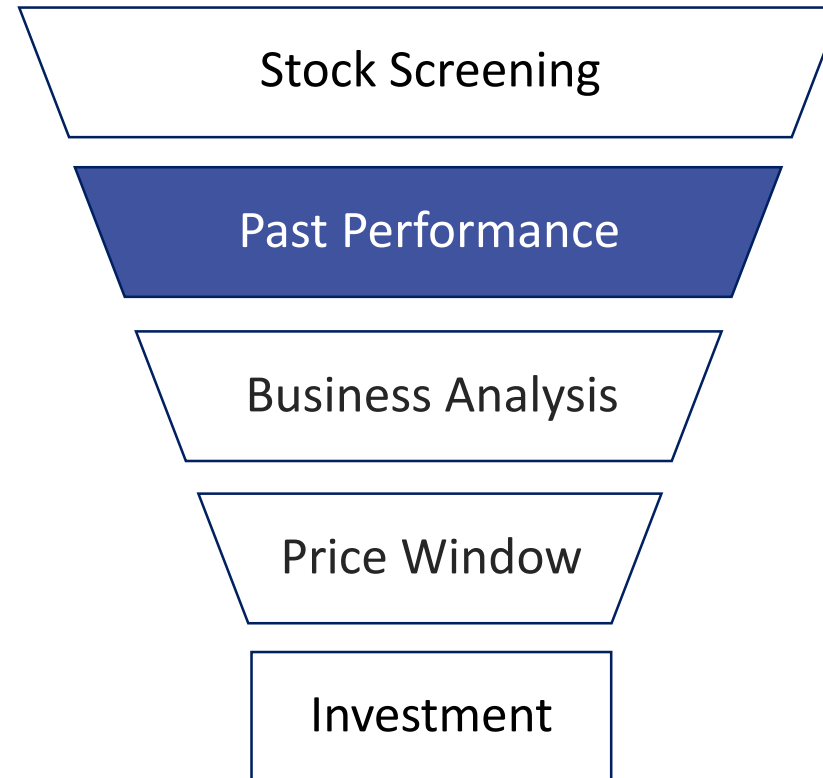 Stock Screening
Past Performance
Business Analysis
Price Window
Investment